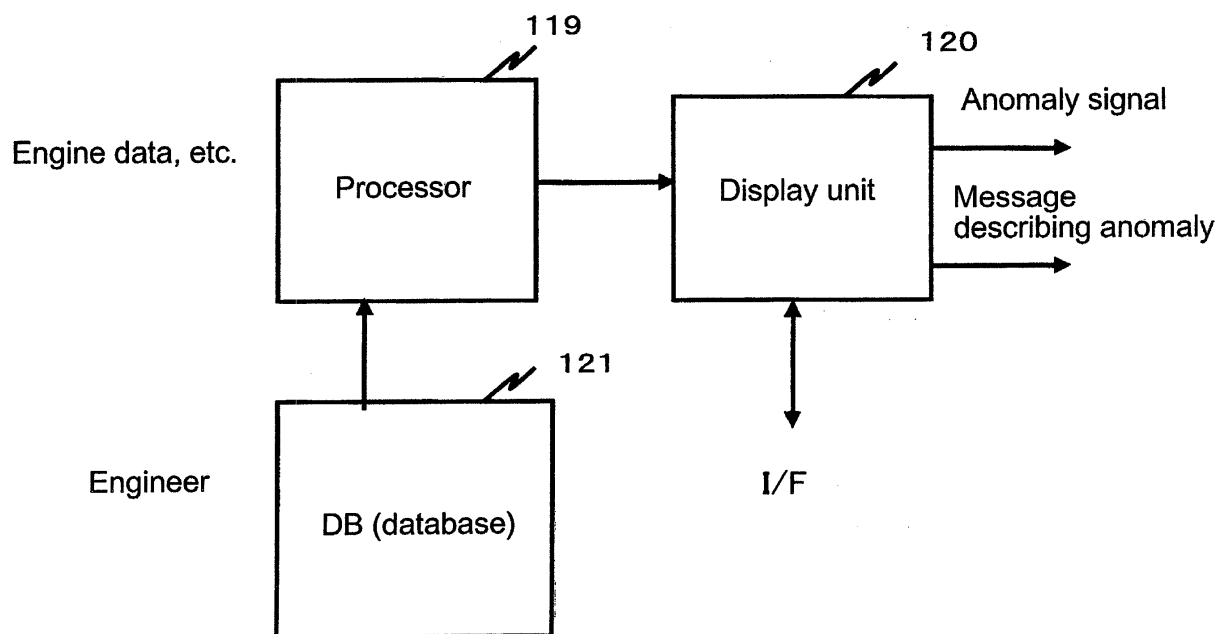 119
120
Anomaly signal
Engine data, etc.
Processor
Display unit
Message
describing anomaly
121
Engineer
I/F
DB (database)